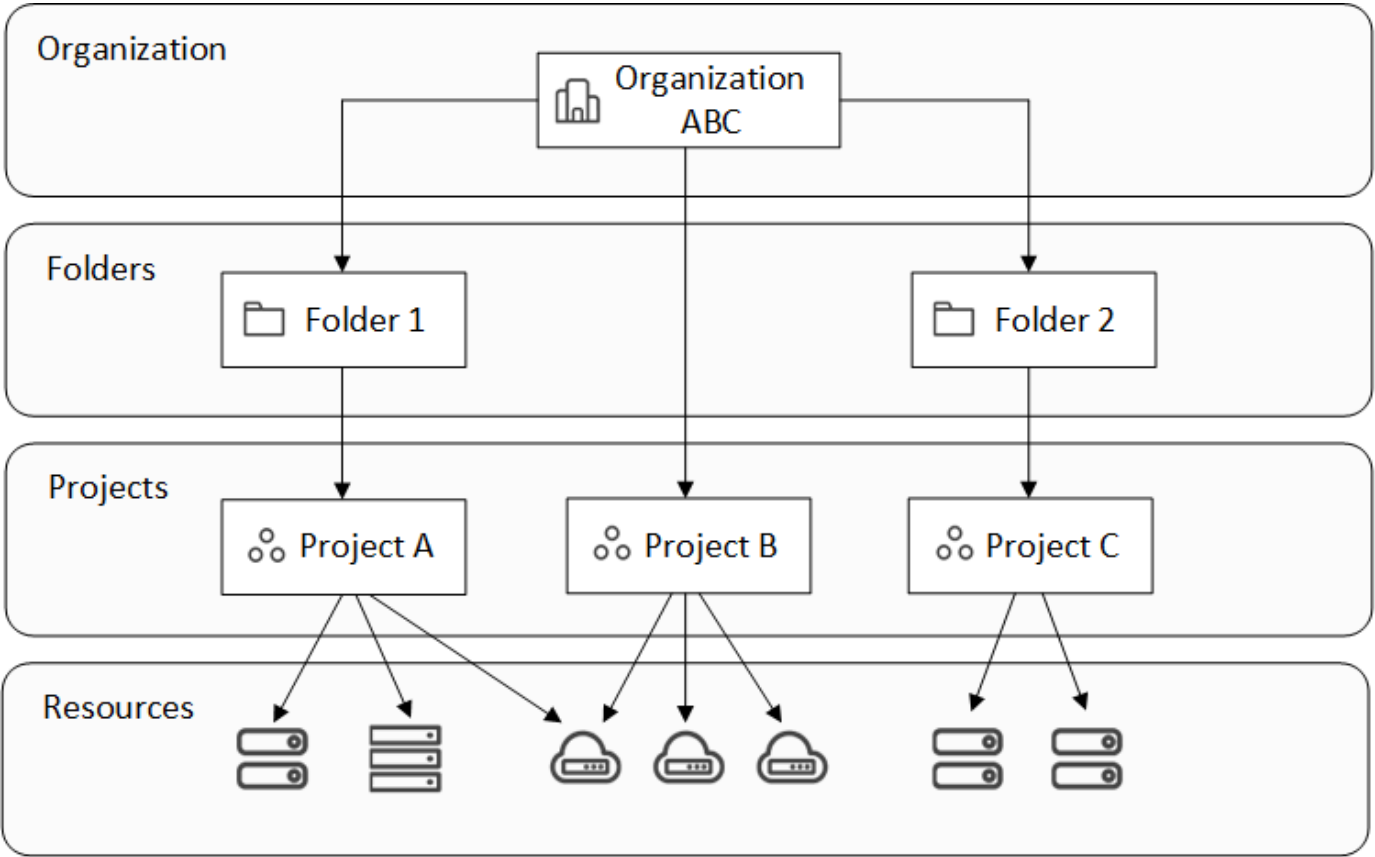 Organization
Organization
ABC
Folders
Folder 1
Folder 2
Projects
Project A
Project B
Project C
Resources